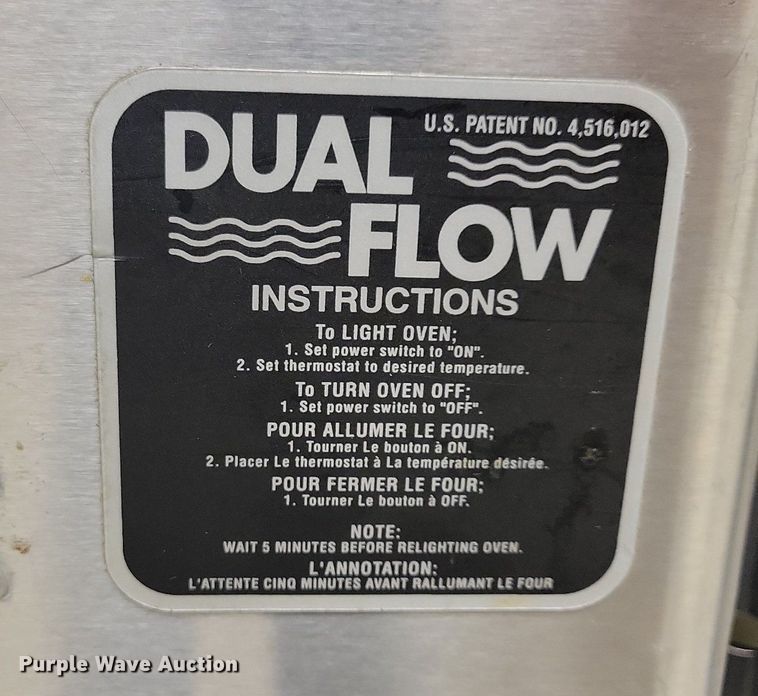 U.S. PATENT NO. 4,516,012
DUAL
FLOW
INSTRUCTIONS
To LIGHT OVEN;
1. Set power switch to "ON".
2. Set thermostat to desired temperature.
To TURN OVEN OFF;
1. Set power switch to "OFF".
POUR ALLUMER LE FOUR;
1. Tourner Le bouton à ON.
2. Placer Le thermostat à La température désirée.
POUR FERMER LE FOUR;
1. Tourner Le bouton à OFF.
NOTE:
WAIT 5 MINUTES BEFORE RELIGHTING OVEN.
L'ANNOTATION:
L'ATTENTE CINQ MINUTES AVANT RALLUMANT LE FOUR
Purple Wave Auction